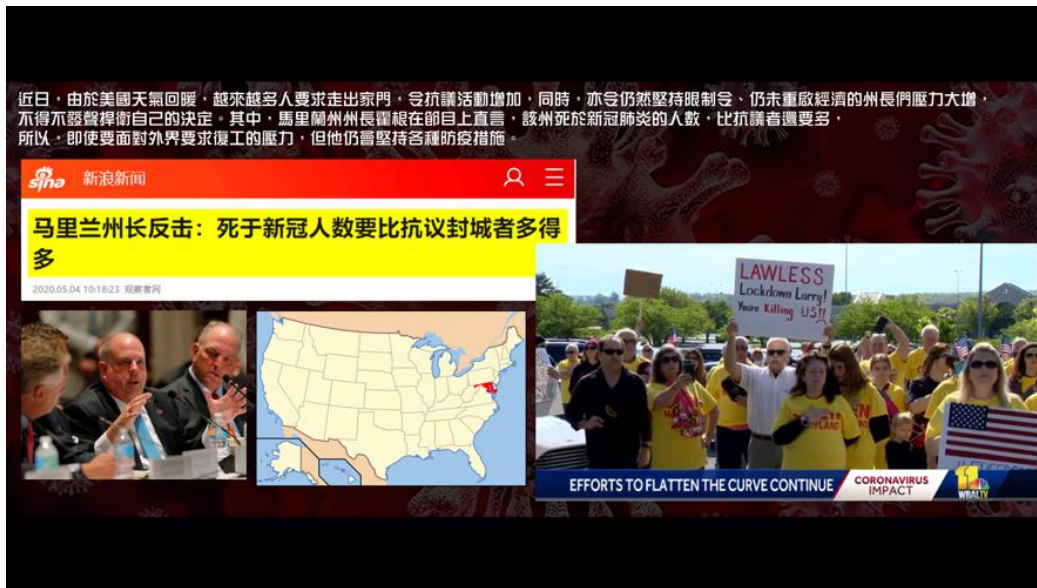 近日，由於美國天氣回暖，越來越多人要求走出家門，令抗議活動增加，同時，亦令仍然堅持限制令、仍未重啟經濟的州長們壓力大增，
不得不發聲捍衛自己的決定。其中，馬里蘭州州長霍根在節目上直言，該州死於新冠肺炎的人數，比抗議者還要多，
所以，即使要面對外界要求復工的壓力，但他仍會堅持各種防疫措施。
sina 新浪新闻
马里兰州长反击：死于新冠人数要比抗议封城者多得
多
2020.05.04 10:18:23 观察者网
LAWLESS
Lockdown Larry!
Youre Killing US!!
MARYLAND
EFFORTS TO FLATTEN THE CURVE CONTINUE
CORONAVIRUS
IMPACT
11
WBALTV